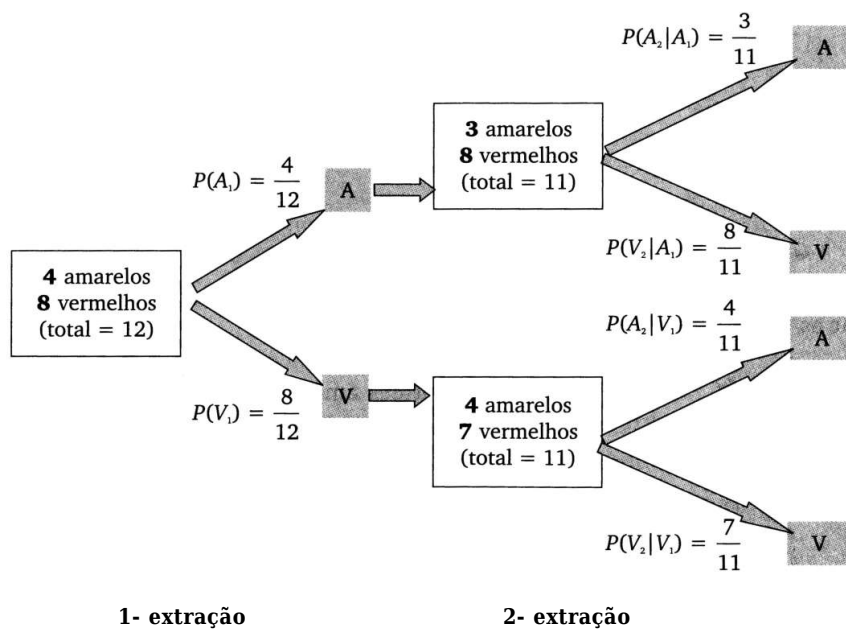 P(A₂|A₁) = 3/11
A
3 amarelos
8 vermelhos
(total = 11)
P(A₁) = 4/12
A
P(V₂|A₁) = 8/11
V
4 amarelos
8 vermelhos
(total = 12)
P(A₂|V₁) = 4/11
A
P(V₁) = 8/12
V
4 amarelos
7 vermelhos
(total = 11)
P(V₂|V₁) = 7/11
V
1- extração
2- extração